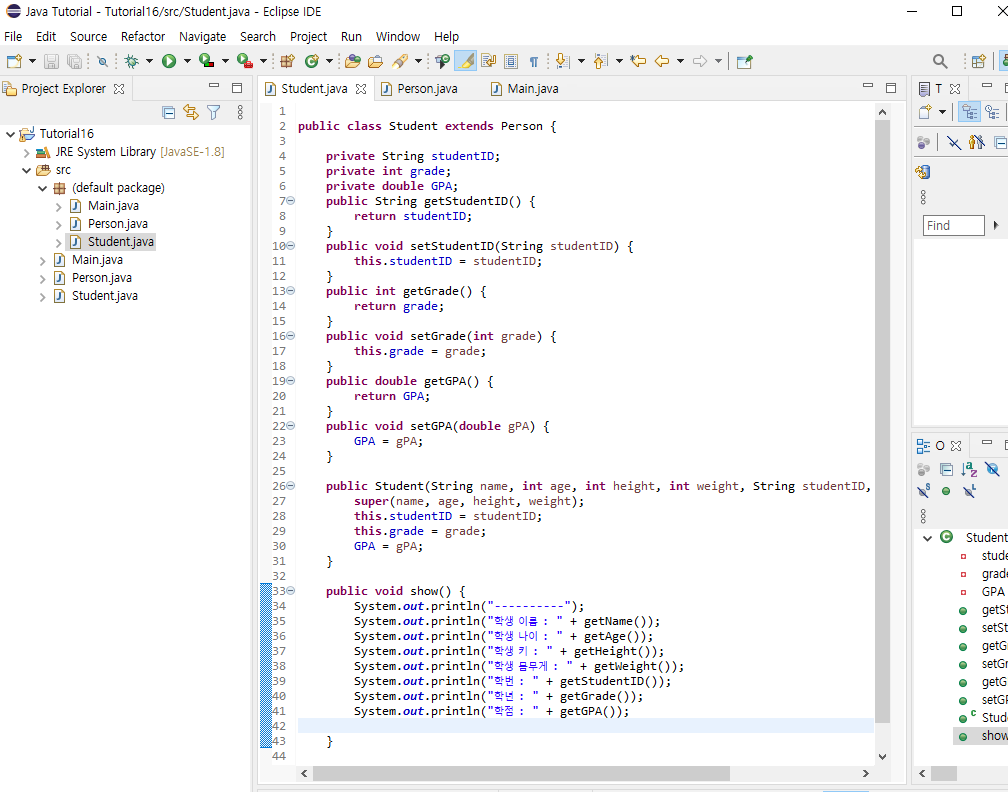 Java Tutorial - Tutorial16/src/Student.java - Eclipse IDE
File Edit Source Refactor Navigate Search Project Run Window Help
Project Explorer
Student.java
Person.java
Main.java
T
Tutorial16
JRE System Library [JavaSE-1.8]
src
(default package)
Main.java
Person.java
Student.java
Main.java
Person.java
Student.java
1
2 public class Student extends Person {
3
4 private String studentID;
5 private int grade;
6 private double GPA;
7 public String getStudentID() {
8 return studentID;
9 }
10 public void setStudentID(String studentID) {
11 this.studentID = studentID;
12 }
13 public int getGrade() {
14 return grade;
15 }
16 public void setGrade(int grade) {
17 this.grade = grade;
18 }
19 public double getGPA() {
20 return GPA;
21 }
22 public void setGPA(double gPA) {
23 GPA = gPA;
24 }
25
26 public Student(String name, int age, int height, int weight, String studentID,
27 super(name, age, height, weight);
28 this.studentID = studentID;
29 this.grade = grade;
30 GPA = gPA;
31 }
32
33 public void show() {
34 System.out.println("----------");
35 System.out.println("학생 이름 : " + getName());
36 System.out.println("학생 나이 : " + getAge());
37 System.out.println("학생 키 : " + getHeight());
38 System.out.println("학생 몸무게 : " + getWeight());
39 System.out.println("학번 : " + getStudentID());
40 System.out.println("학년 : " + getGrade());
41 System.out.println("학점 : " + getGPA());
42
43 }
44
Find
O
Student
stude
grade
GPA
getSt
setSt
getGr
setGr
getG
setGP
Stud
show